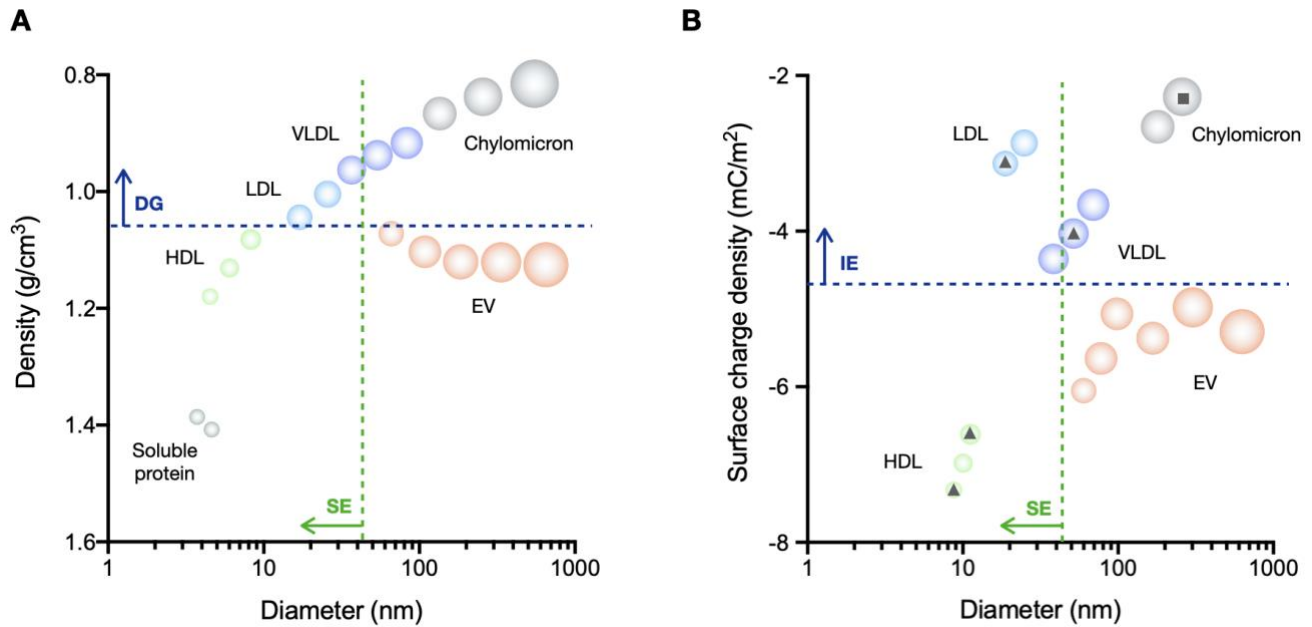 A
0.8
1.0
1.2
1.4
1.6
Density (g/cm³)
1
10
100
1000
Diameter (nm)
VLDL
Chylomicron
LDL
DG
HDL
EV
Soluble
protein
SE
B
-2
-4
-6
-8
Surface charge density (mC/m²)
1
10
100
1000
Diameter (nm)
LDL
Chylomicron
VLDL
IE
EV
HDL
SE